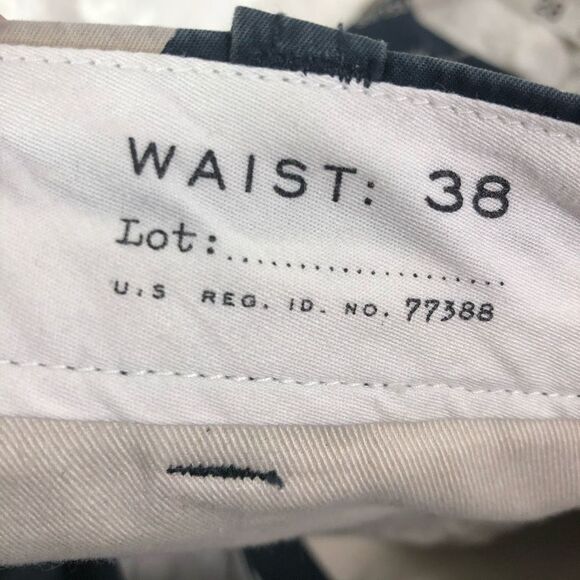 WAIST: 38
Lot:......................
U.S REG. ID. NO. 77388